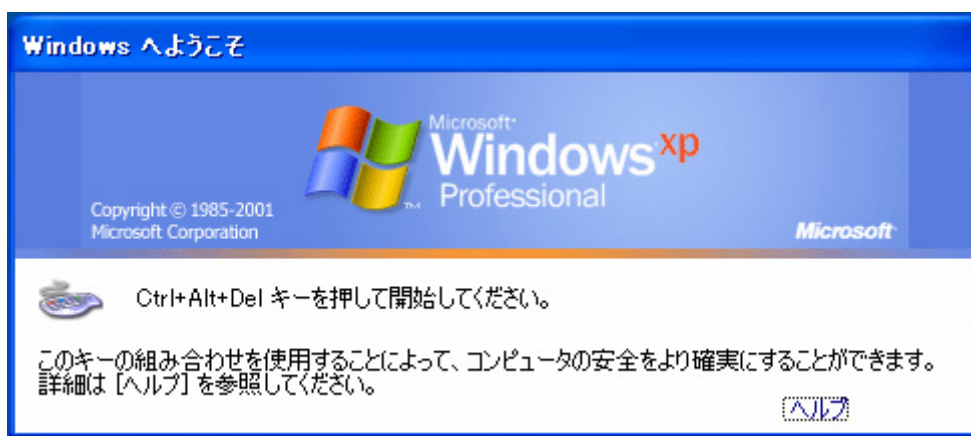 Windows へようこそ
Microsoft
Windows xp
Professional
TM
Copyright © 1985-2001
Microsoft Corporation
Microsoft
Ctrl+Alt+Del キーを押して開始してください。
このキーの組み合わせを使用することによって、コンピュータの安全をより確実にすることができます。
詳細は [ヘルプ] を参照してください。
ヘルプ